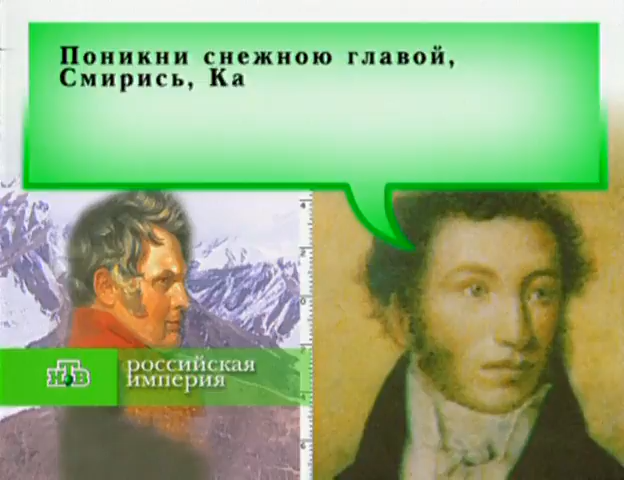 Поникни снежною главой,
Смирись, Ка
НТВ
российская
империя